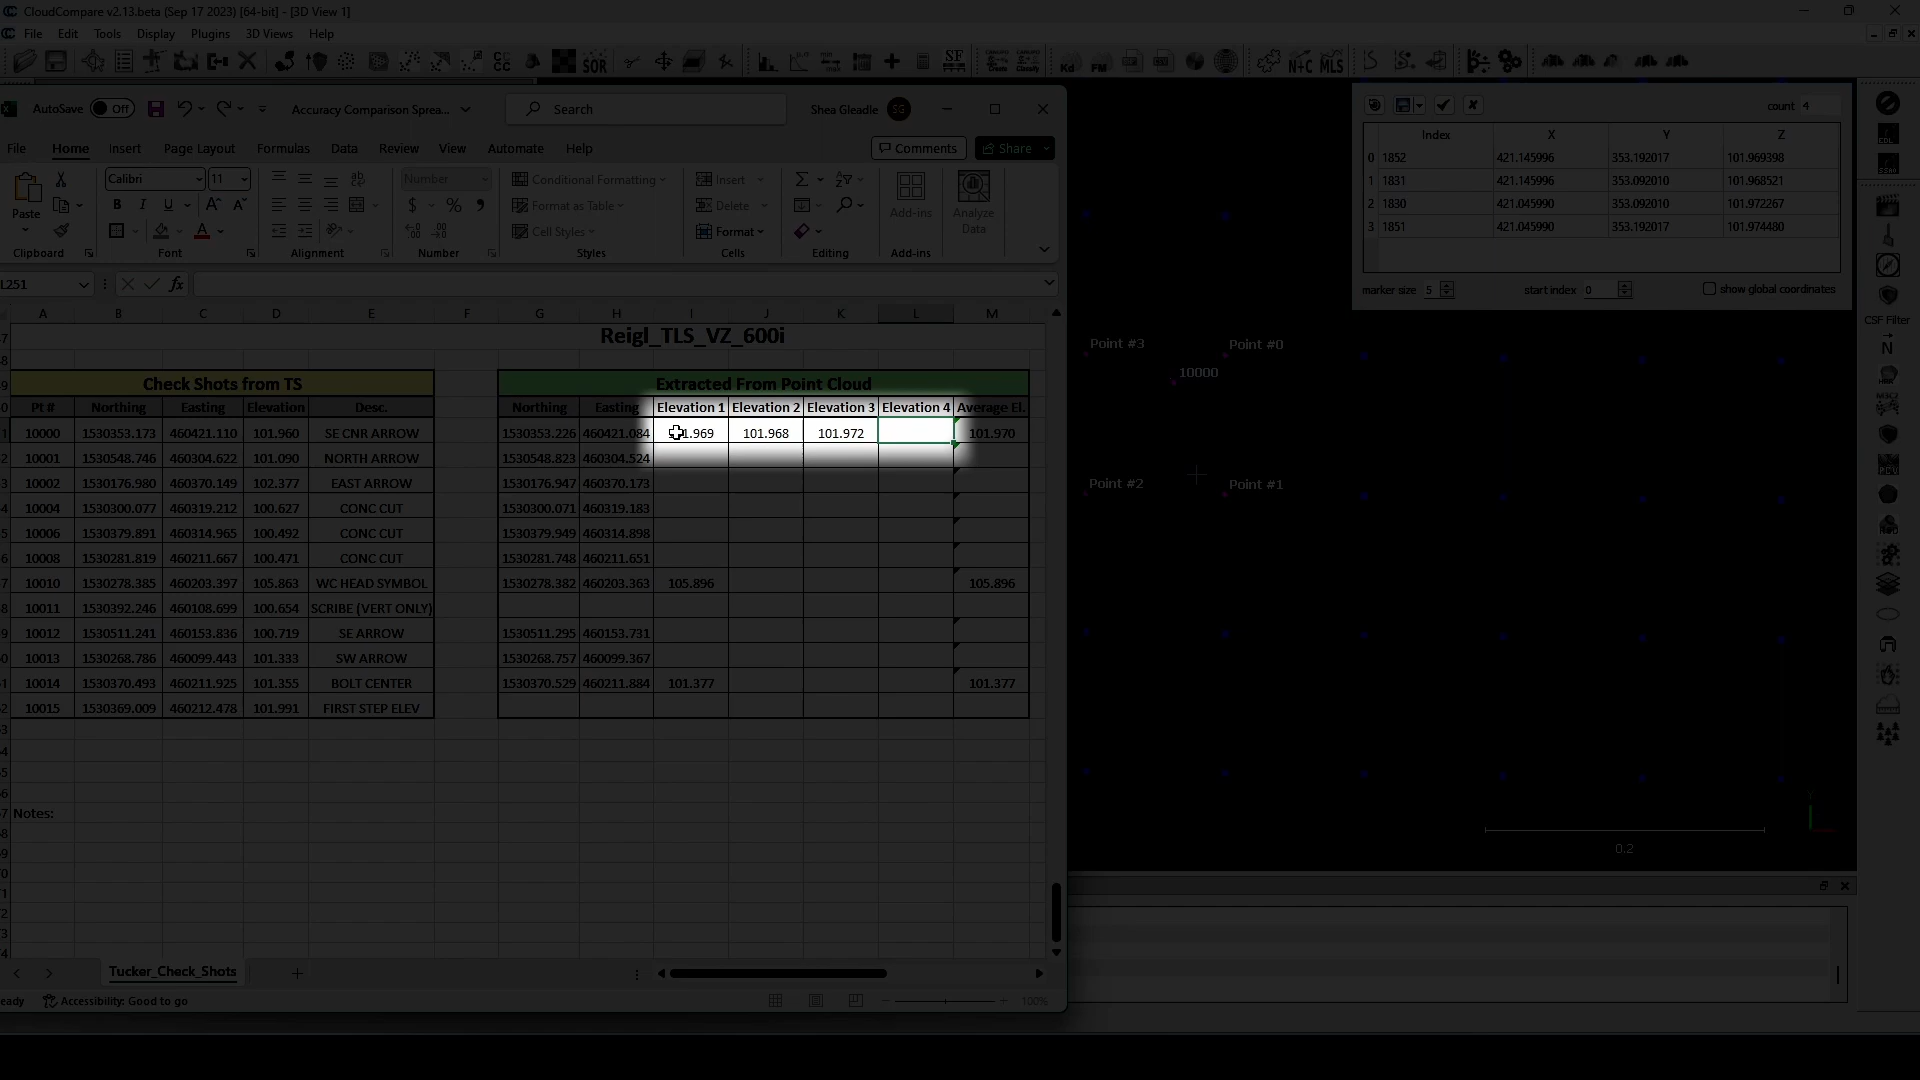 CloudCompare v2.13.beta (Sep 17 2023) [64-bit] - [3D View 1]
File Edit Tools Display Plugins 3D Views Help
SOR SF Kd FM N+C MLS
AutoSave Off Accuracy Comparison Sprea... Search Shea Gleadle SG
File Home Insert Page Layout Formulas Data Review View Automate Help Comments Share
Paste Calibri 11 Number Conditional Formatting Insert Add-ins Analyze Data
B I U $ % Format as Table Delete
Cell Styles Format
Clipboard Font Alignment Number Styles Cells Editing Add-ins
L251 fx
A B C D E F G H I J K L M
Reigl_TLS_VZ_600i
Check Shots from TS Extracted From Point Cloud
Pt # Northing Easting Elevation Desc. Northing Easting Elevation 1 Elevation 2 Elevation 3 Elevation 4 Average El.
10000 1530353.173 460421.110 101.960 SE CNR ARROW 1530353.226 460421.084 101.969 101.968 101.972 101.970
10001 1530548.746 460304.622 101.090 NORTH ARROW 1530548.823 460304.524
10002 1530176.980 460370.149 102.377 EAST ARROW 1530176.947 460370.173
10004 1530300.077 460319.212 100.627 CONC CUT 1530300.071 460319.183
10006 1530379.891 460314.965 100.492 CONC CUT 1530379.949 460314.898
10008 1530281.819 460211.667 100.471 CONC CUT 1530281.748 460211.651
10010 1530278.385 460203.397 105.863 WC HEAD SYMBOL 1530278.382 460203.363 105.896 105.896
10011 1530392.246 460108.699 100.654 SCRIBE (VERT ONLY)
10012 1530511.241 460153.836 100.719 SE ARROW 1530511.295 460153.731
10013 1530268.786 460099.443 101.333 SW ARROW 1530268.757 460099.367
10014 1530370.493 460211.925 101.355 BOLT CENTER 1530370.529 460211.884 101.377 101.377
10015 1530369.009 460212.478 101.991 FIRST STEP ELEV
Notes:
Tucker_Check_Shots
eady Accessibility: Good to go 100%
count 4
Index X Y Z
0 1852 421.145996 353.192017 101.969398
1 1831 421.145996 353.092010 101.968521
2 1830 421.045990 353.092010 101.972267
3 1851 421.045990 353.192017 101.974480
marker size 5 start index 0 show global coordinates
Point #3 Point #0
10000
Point #2 Point #1
0.2
EDL
CSF Filter
N